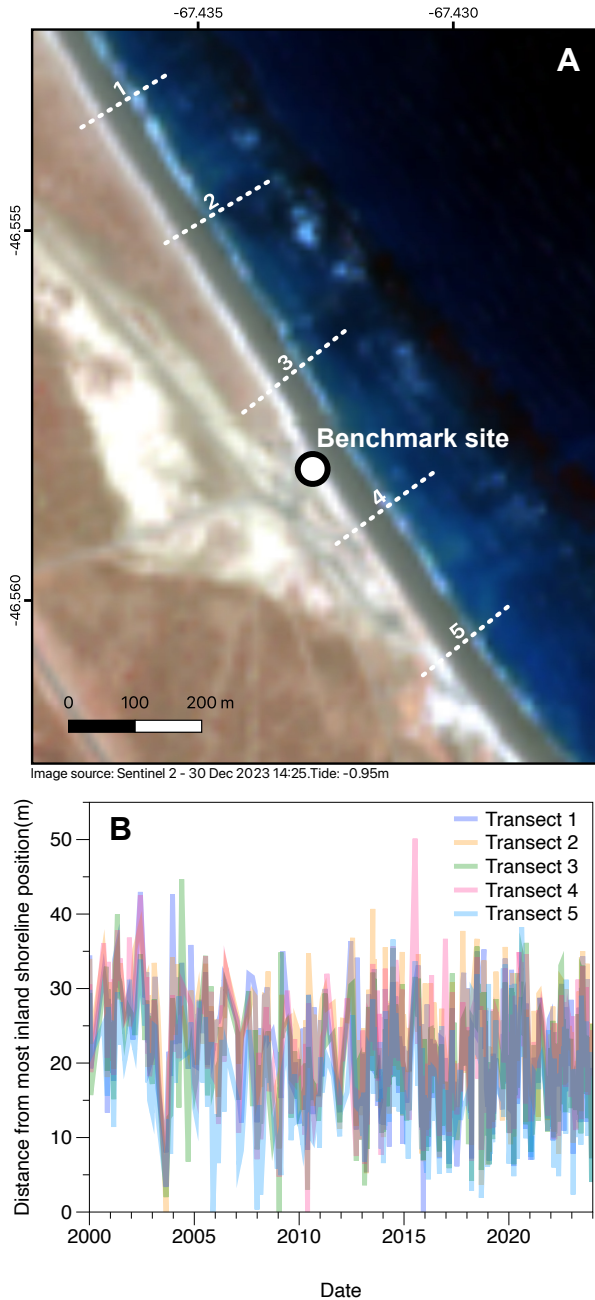 -67.435 -67.430
A
1
-46.555
2
3
Benchmark site
4
-46.560
5
0 100 200 m
Image source: Sentinel 2 - 30 Dec 2023 14:25.Tide: -0.95m
B
Distance from most inland shoreline position(m)
50
40
30
20
10
0
Transect 1
Transect 2
Transect 3
Transect 4
Transect 5
2000 2005 2010 2015 2020
Date